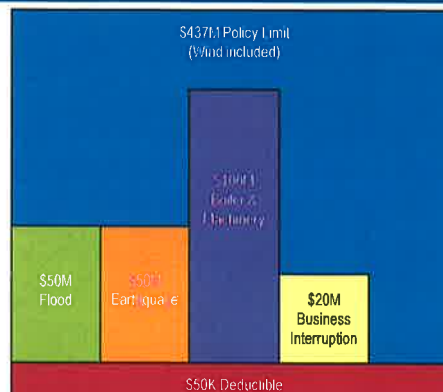 $437M Policy Limit
(Wind included)
$100M
Boiler &
Machinery
$50M
Flood
$50M
Earthquake
$20M
Business
Interruption
$50K Deductible